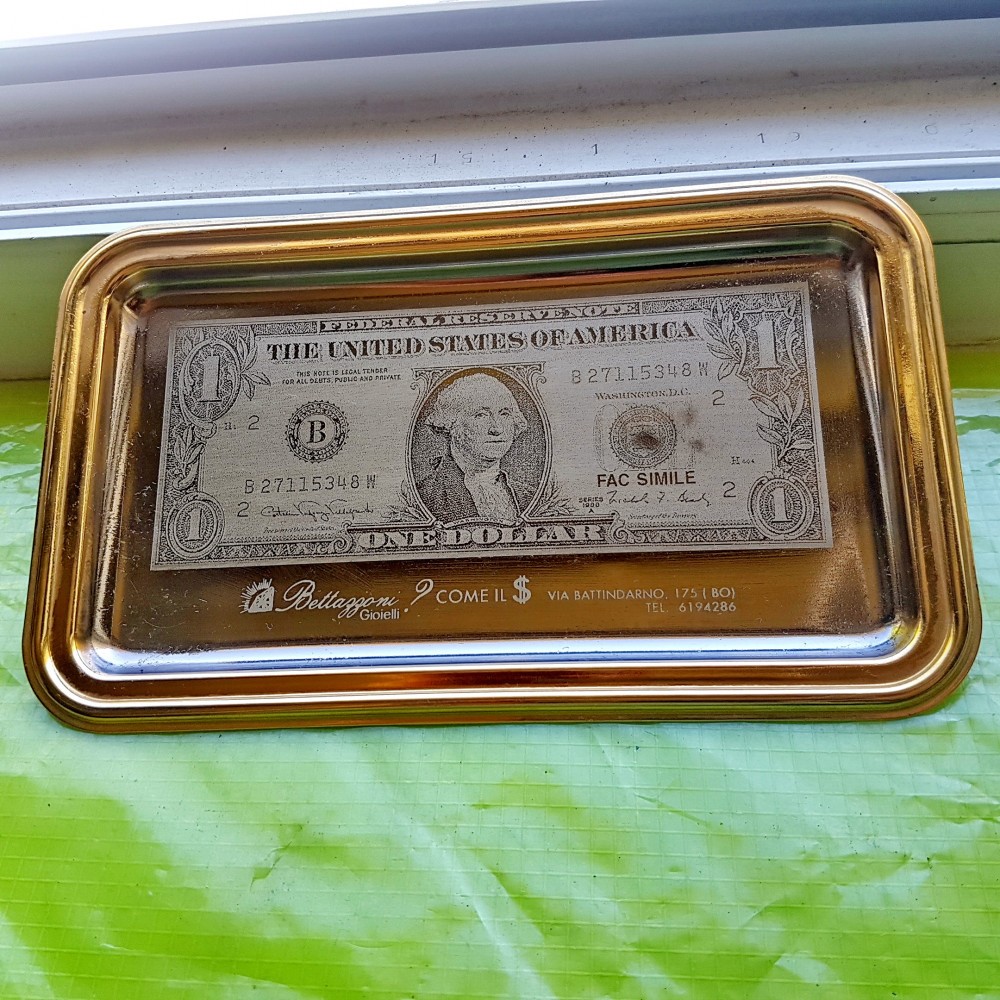 FEDERAL RESERVE NOTE
THE UNITED STATES OF AMERICA
1
1
THIS NOTE IS LEGAL TENDER
FOR ALL DEBTS, PUBLIC AND PRIVATE
B 27115348 W
WASHINGTON, D.C.
2
2
B
FAC SIMILE
B 27115348 W
SERIES
2
2
1
1
ONE DOLLAR
Bettazzoni ? COME IL $ VIA BATTINDARNO, 175 ( BO)
Gioielli
TEL. 6194286